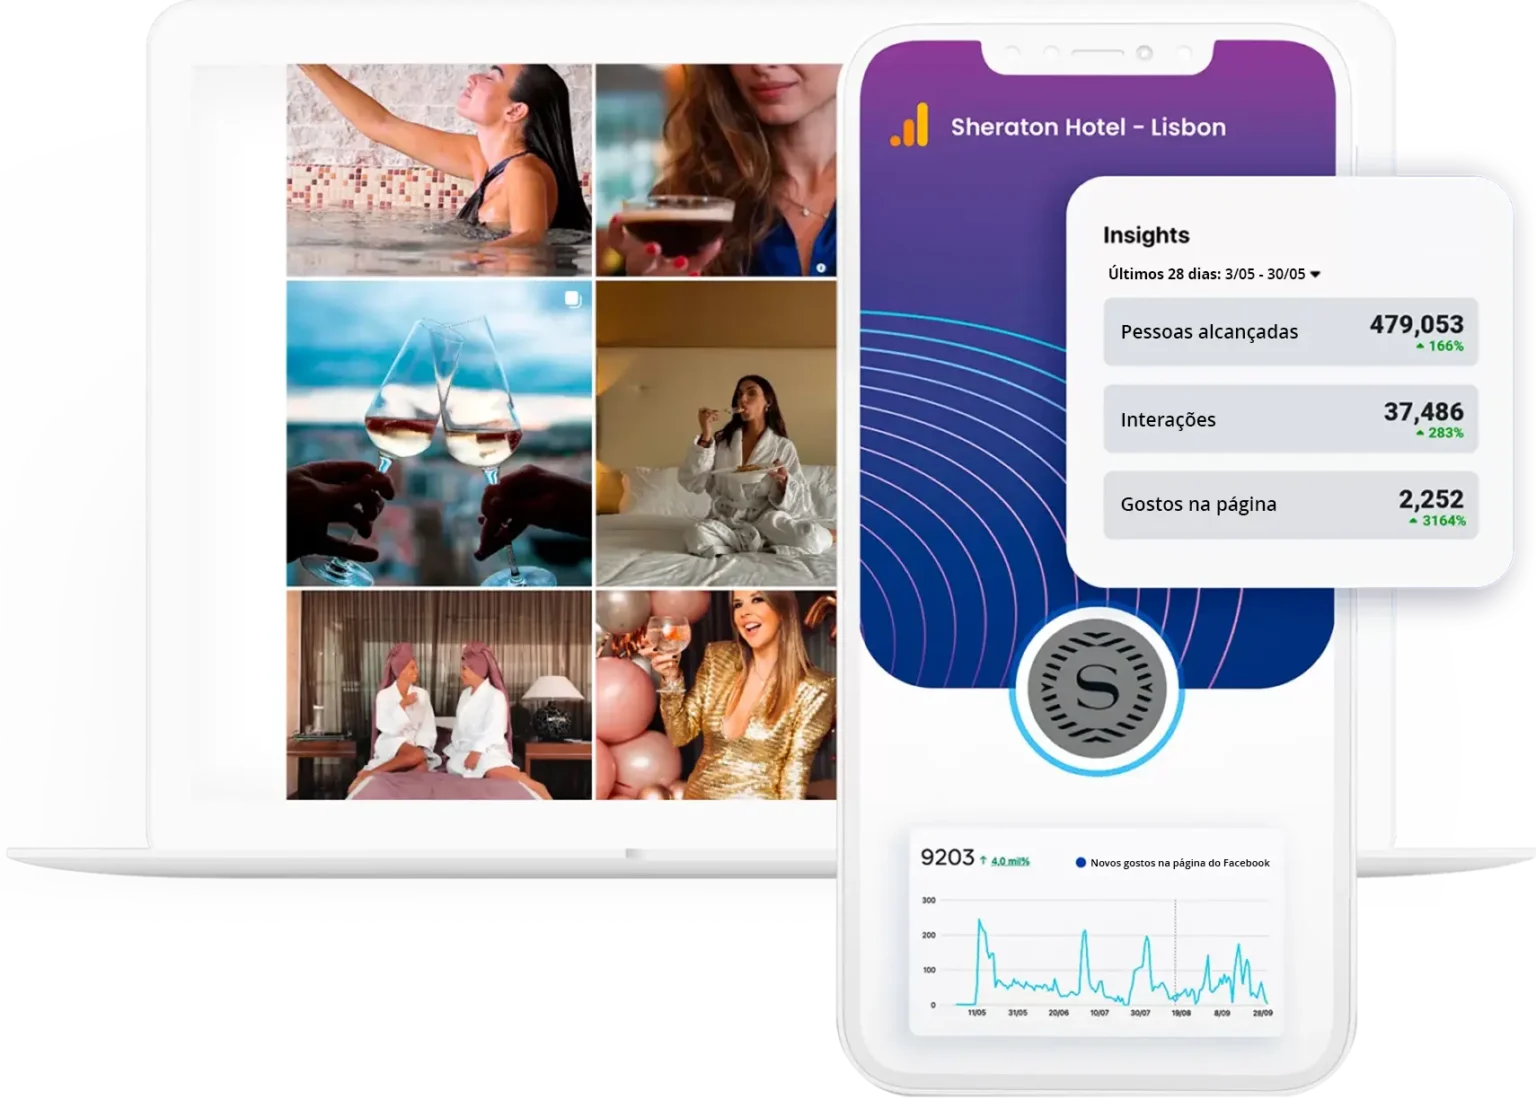 Sheraton Hotel - Lisbon
Insights
Últimos 28 dias: 3/05 - 30/05
Pessoas alcançadas
479,053
166%
Interações
37,486
283%
Gostos na página
2,252
3164%
S
9203 ↑ 4,0 mil%
Novos gostos na página do Facebook
300
200
100
0
11/05 31/05 20/06 10/07 30/07 19/08 8/09 28/09